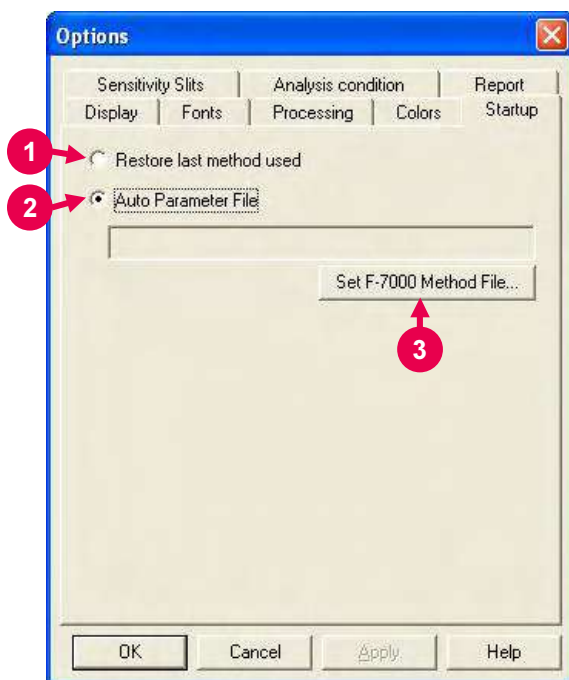 Options
Sensitivity Slits Analysis condition Report
Display Fonts Processing Colors Startup
1 Restore last method used
2 Auto Parameter File
Set F-7000 Method File...
3
OK Cancel Apply Help